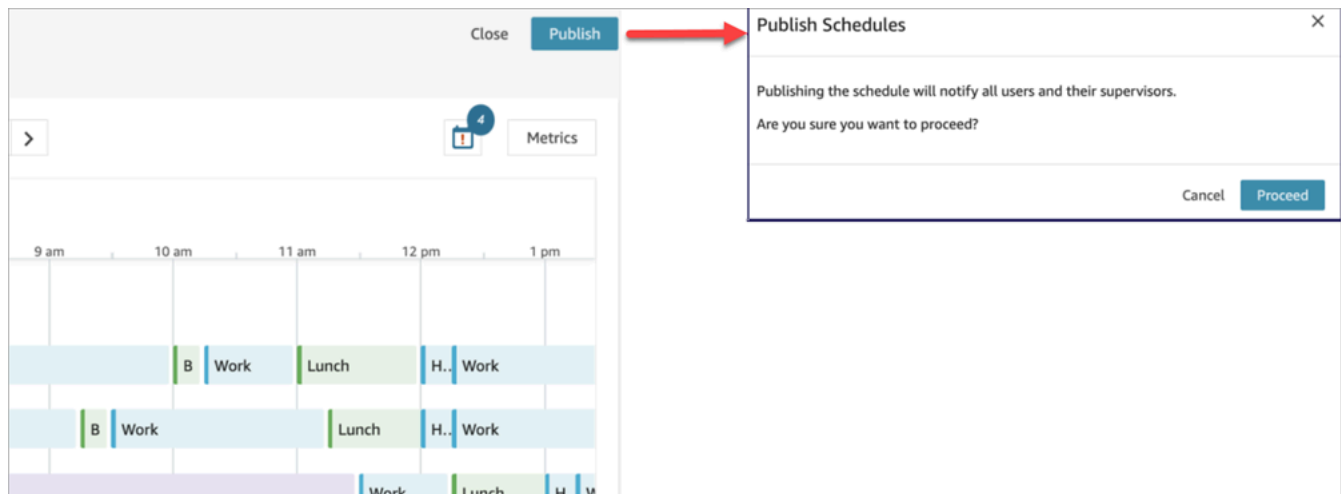 Close Publish
Publish Schedules
Publishing the schedule will notify all users and their supervisors.
Are you sure you want to proceed?
Cancel Proceed
4
Metrics
9 am 10 am 11 am 12 pm 1 pm
B Work Lunch H.. Work
B Work Lunch H.. Work
Work Lunch H